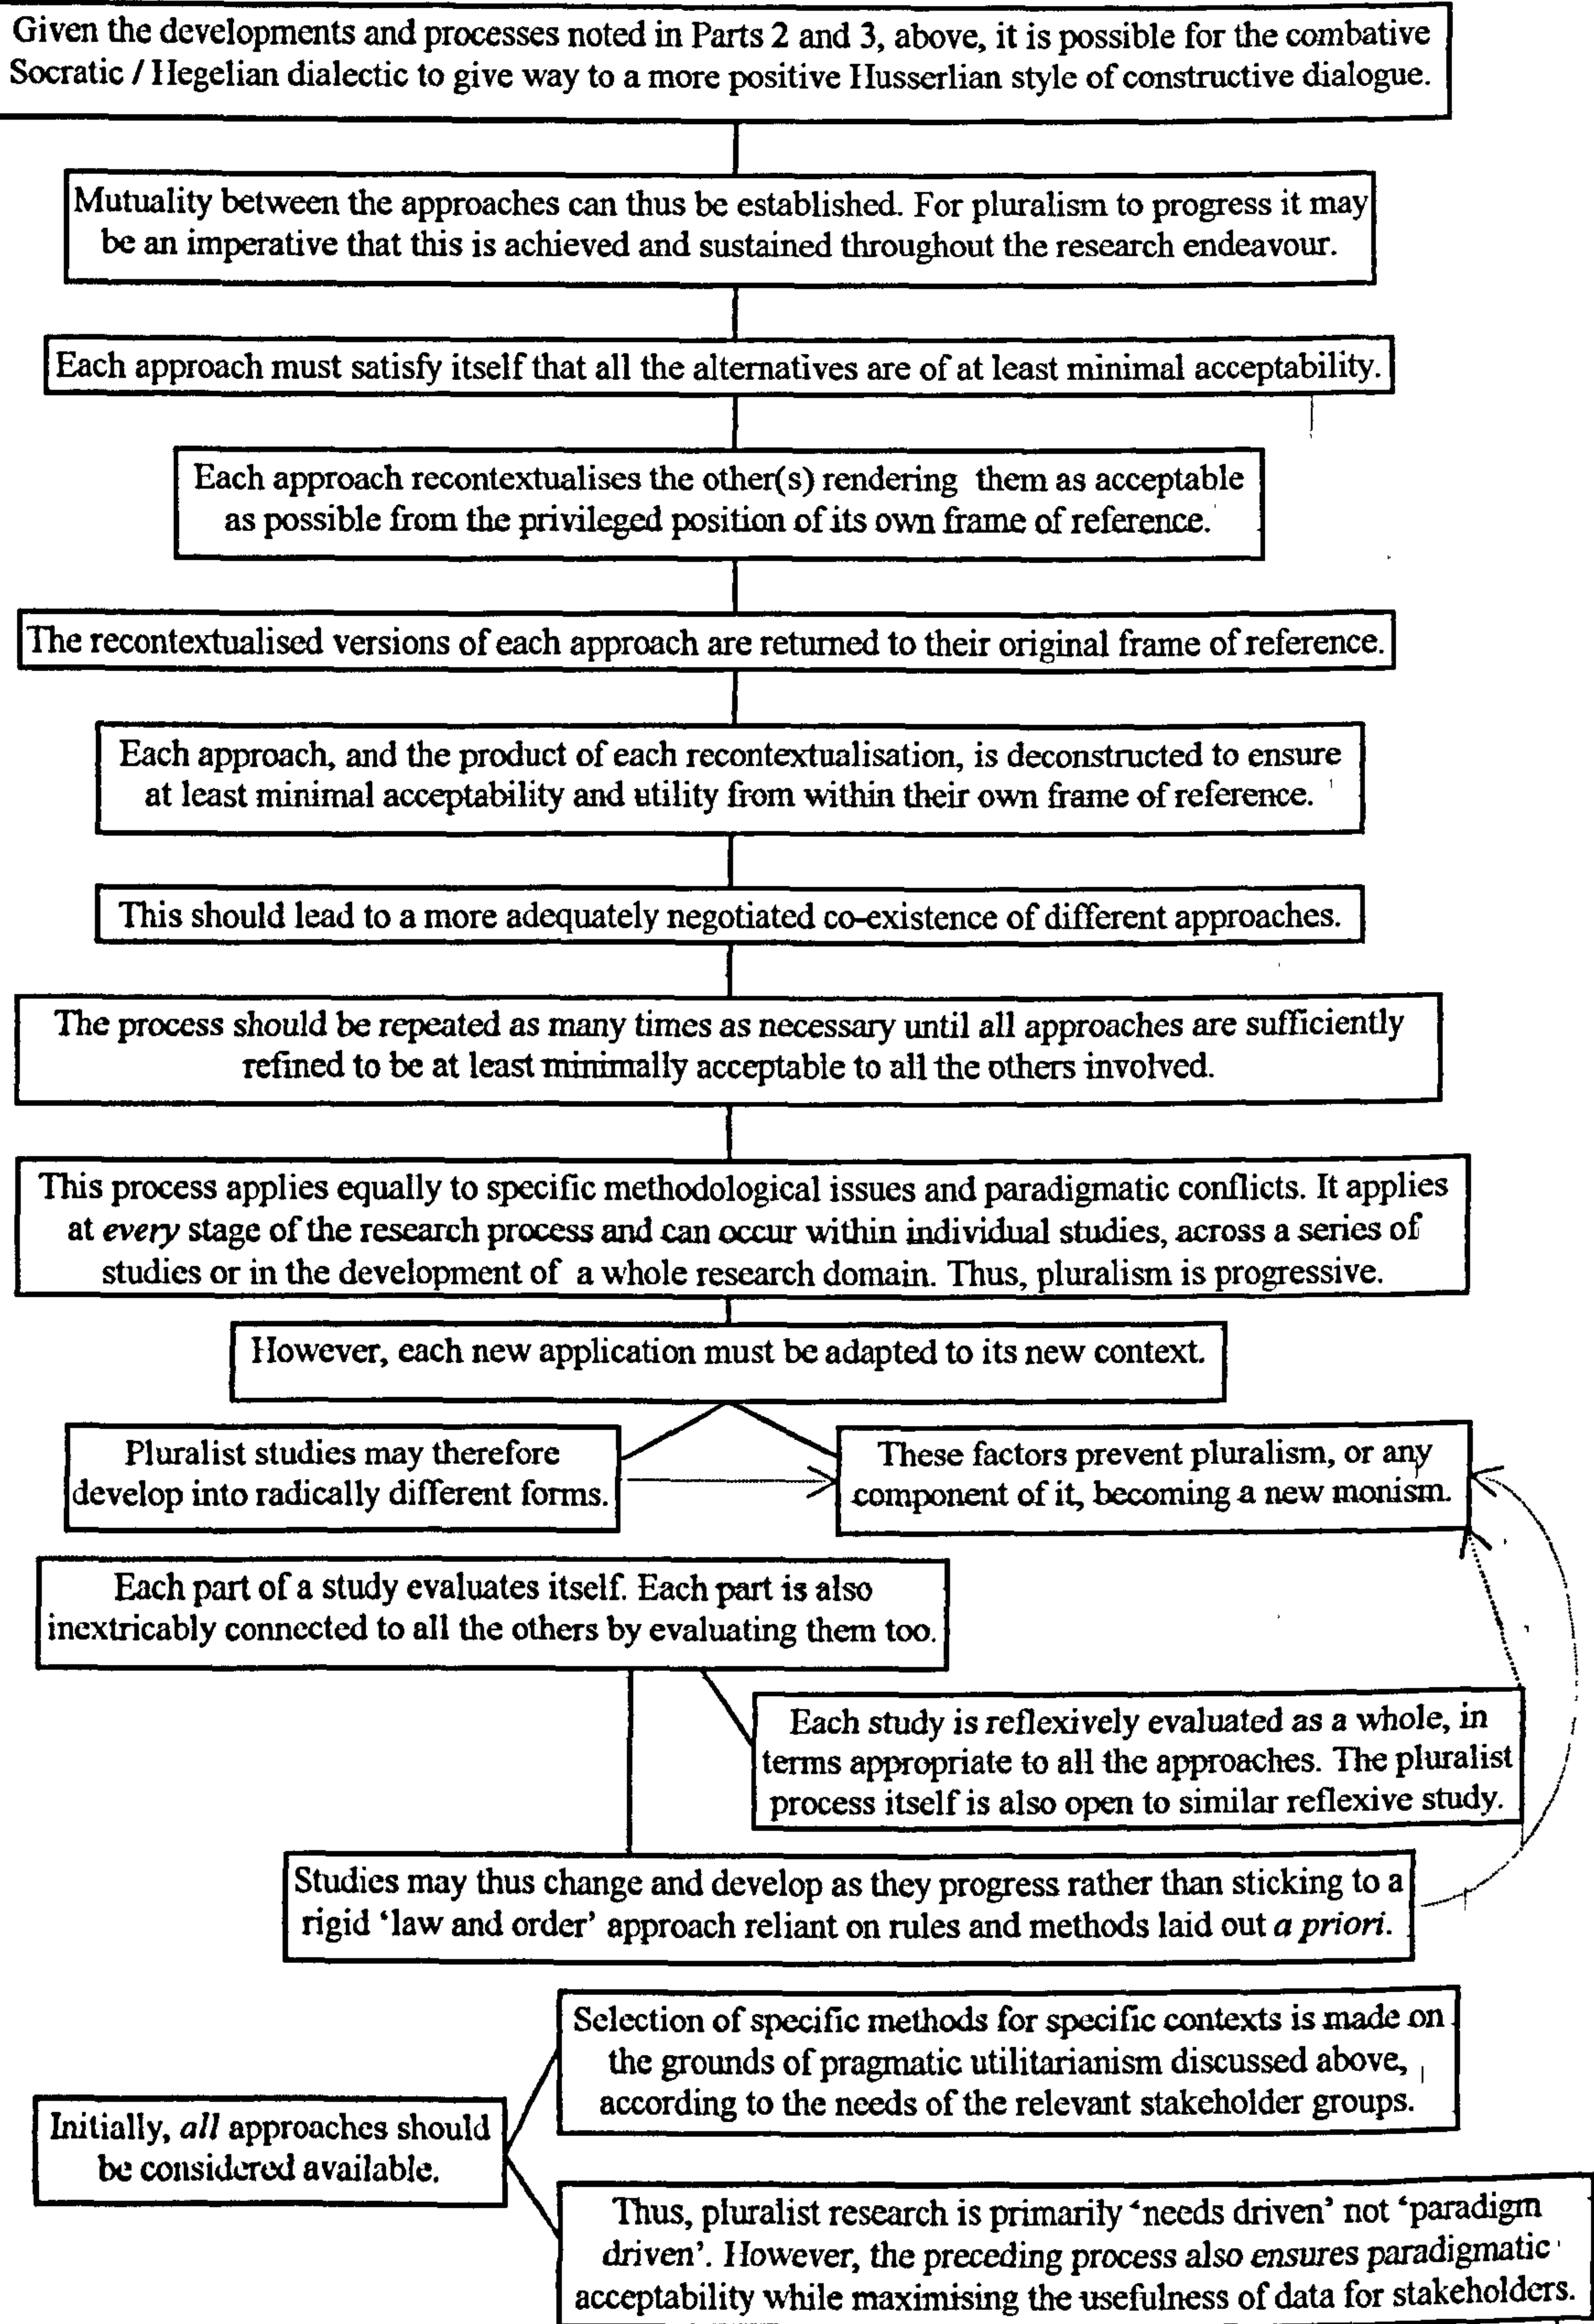 Given the developments and processes noted in Parts 2 and 3, above, it is possible for the combative
Socratic / Hegelian dialectic to give way to a more positive Husserlian style of constructive dialogue.
Mutuality between the approaches can thus be established. For pluralism to progress it may
be an imperative that this is achieved and sustained throughout the research endeavour.
Each approach must satisfy itself that all the alternatives are of at least minimal acceptability.
Each approach recontextualises the other(s) rendering them as acceptable
as possible from the privileged position of its own frame of reference.
The recontextualised versions of each approach are returned to their original frame of reference.
Each approach, and the product of each recontextualisation, is deconstructed to ensure
at least minimal acceptability and utility from within their own frame of reference.
This should lead to a more adequately negotiated co-existence of different approaches.
The process should be repeated as many times as necessary until all approaches are sufficiently
refined to be at least minimally acceptable to all the others involved.
This process applies equally to specific methodological issues and paradigmatic conflicts. It applies
at every stage of the research process and can occur within individual studies, across a series of
studies or in the development of a whole research domain. Thus, pluralism is progressive.
However, each new application must be adapted to its new context.
Pluralist studies may therefore
develop into radically different forms.
These factors prevent pluralism, or any
component of it, becoming a new monism.
Each part of a study evaluates itself. Each part is also
inextricably connected to all the others by evaluating them too.
Each study is reflexively evaluated as a whole, in
terms appropriate to all the approaches. The pluralist
process itself is also open to similar reflexive study.
Studies may thus change and develop as they progress rather than sticking to a
rigid ‘law and order’ approach reliant on rules and methods laid out a priori.
Selection of specific methods for specific contexts is made on
the grounds of pragmatic utilitarianism discussed above,
according to the needs of the relevant stakeholder groups.
Initially, all approaches should
be considered available.
Thus, pluralist research is primarily ‘needs driven’ not ‘paradigm
driven’. However, the preceding process also ensures paradigmatic
acceptability while maximising the usefulness of data for stakeholders.